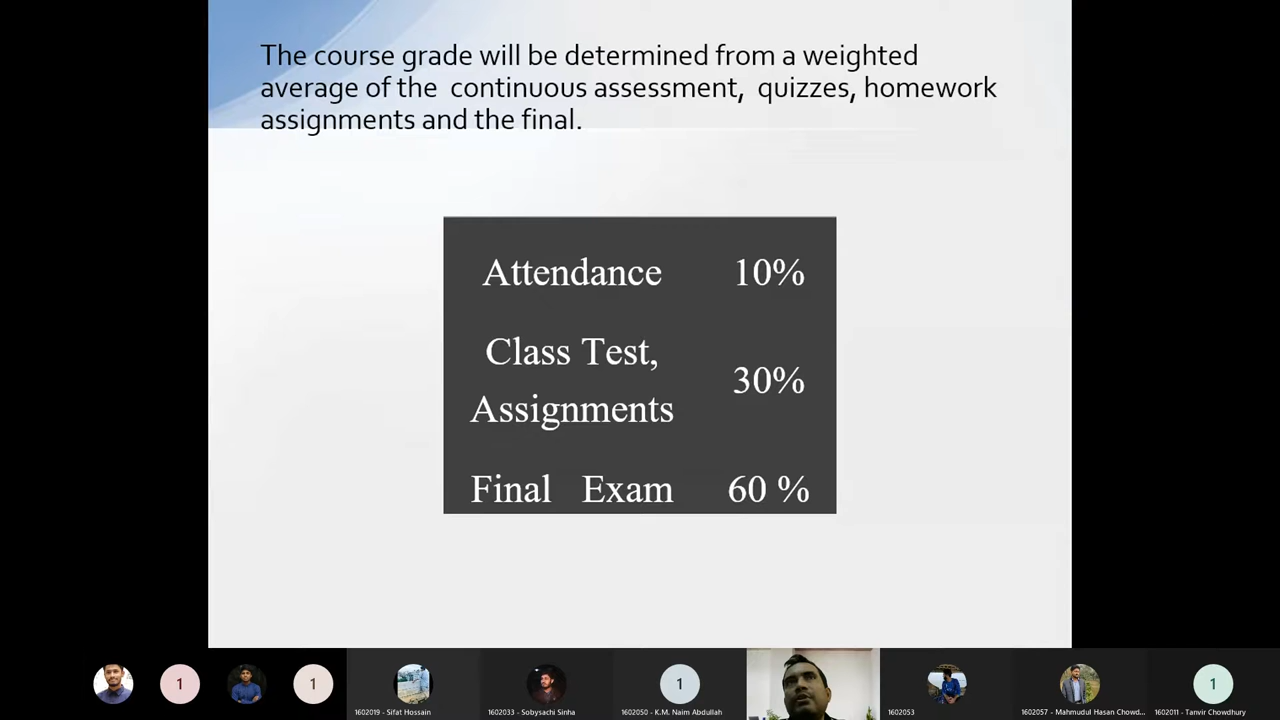 The course grade will be determined from a weighted
average of the continuous assessment, quizzes, homework
assignments and the final.
Attendance 10%
Class Test,
Assignments
30%
Final Exam 60 %
1
1
1602019 - Sifat Hossain
1602033 - Sobysachi Sinha
1
1602050 - K.M. Naim Abdullah
1602053
1602057 - Mahmudul Hasan Chowd...
1
1602011 - Tanvir Chowdhury